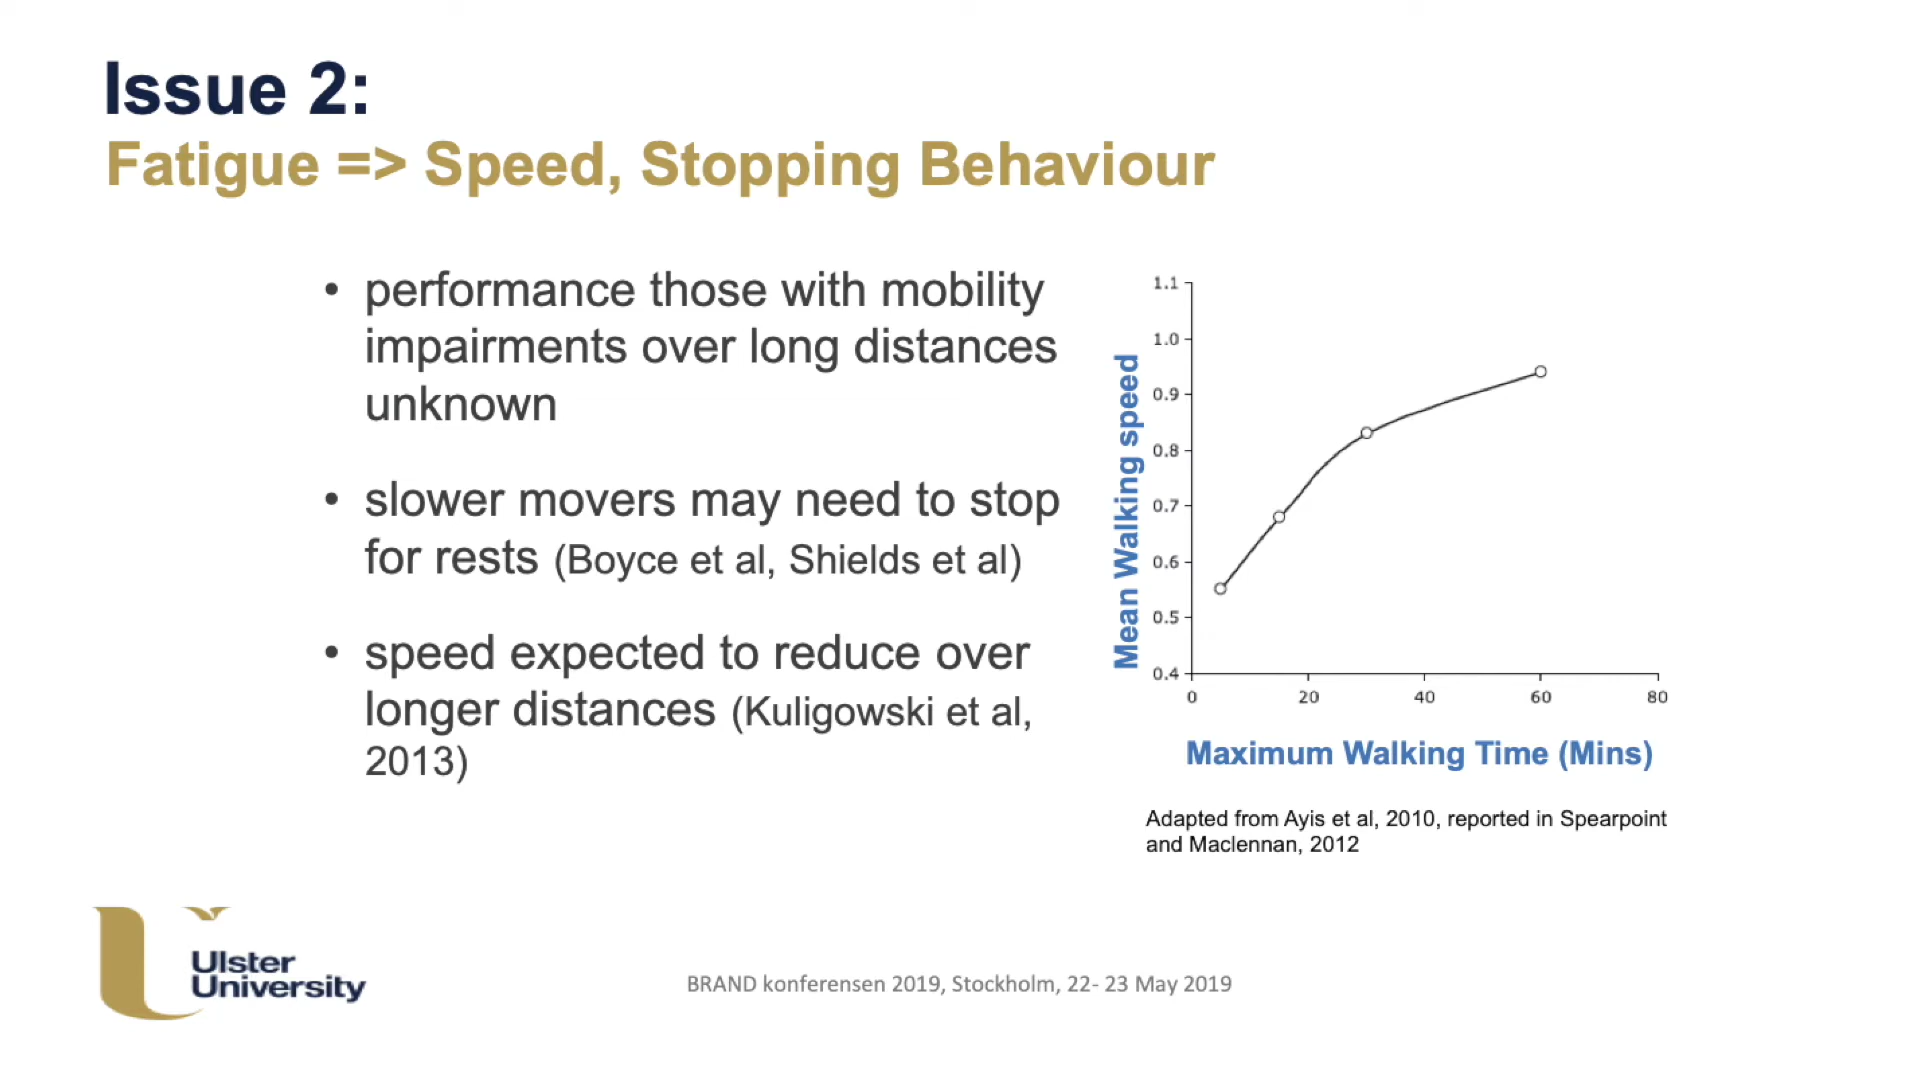 Issue 2:
Fatigue => Speed, Stopping Behaviour
• performance those with mobility
impairments over long distances
unknown
• slower movers may need to stop
for rests (Boyce et al, Shields et al)
• speed expected to reduce over
longer distances (Kuligowski et al,
2013)
Mean Walking speed
1.1
1.0
0.9
0.8
0.7
0.6
0.5
0.4
0 20 40 60 80
Maximum Walking Time (Mins)
Adapted from Ayis et al, 2010, reported in Spearpoint
and Maclennan, 2012
Ulster
University
BRAND konferensen 2019, Stockholm, 22- 23 May 2019